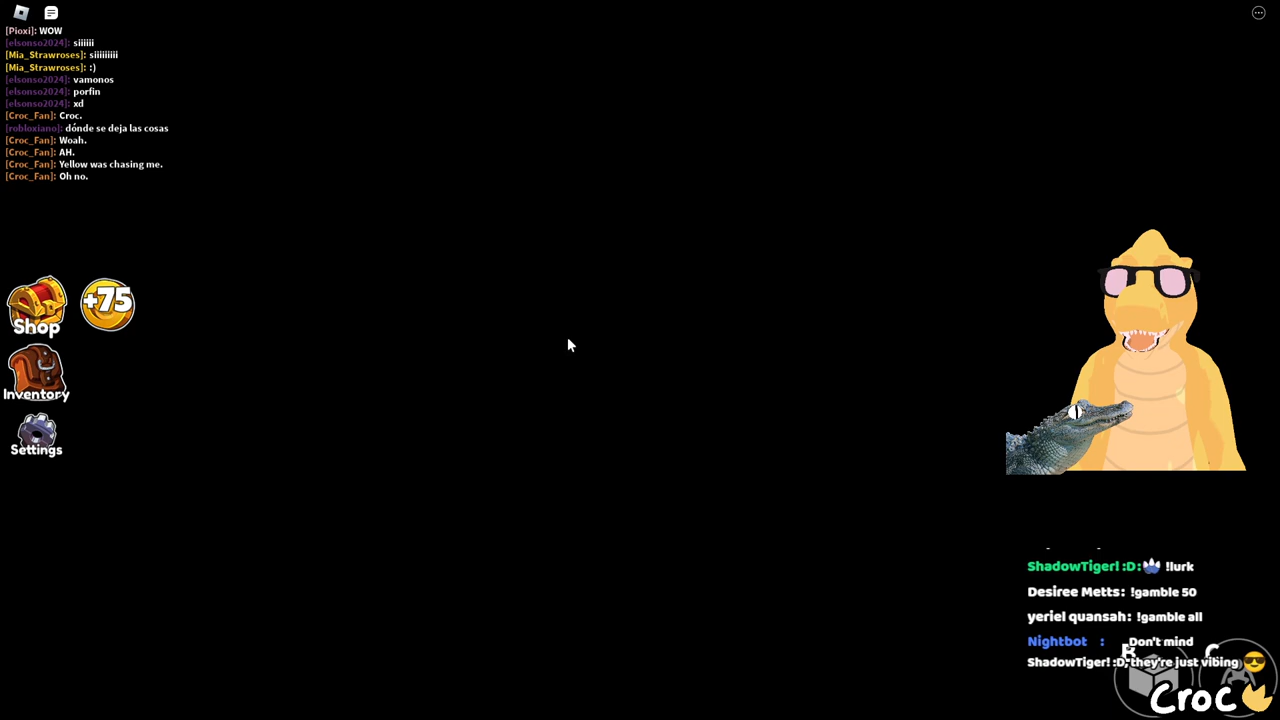 [Pioxi]: WOW
[elsonso2024]: siiiiii
[Mia_Strawroses]: siiiiiiiii
[Mia_Strawroses]: :)
[elsonso2024]: vamonos
[elsonso2024]: porfin
[elsonso2024]: xd
[Croc_Fan]: Croc.
[robloxiano]: dónde se deja las cosas
[Croc_Fan]: Woah.
[Croc_Fan]: AH.
[Croc_Fan]: Yellow was chasing me.
[Croc_Fan]: Oh no.
+75
Shop
Inventory
Settings
ShadowTiger! :D: !lurk
Desiree Metts: !gamble 50
yeriel quansah: !gamble all
Nightbot : Don't mind
ShadowTiger! :D, they're just vibing 😎
Croc